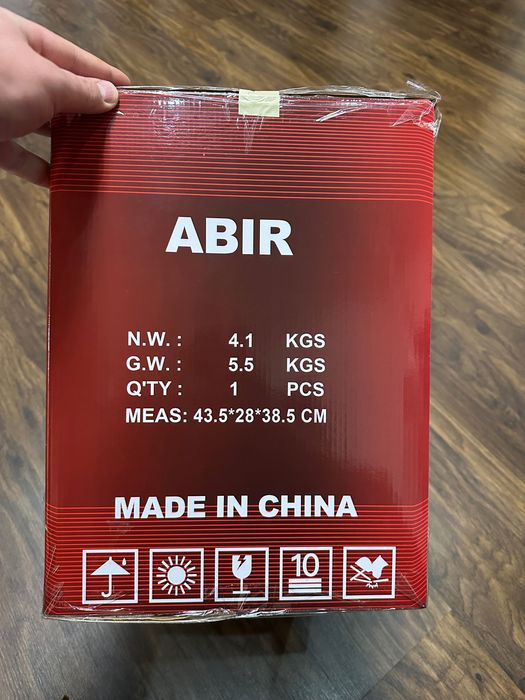 ABIR
N.W. : 4.1 KGS
G.W. : 5.5 KGS
Q'TY : 1 PCS
MEAS: 43.5*28*38.5 CM
MADE IN CHINA
10